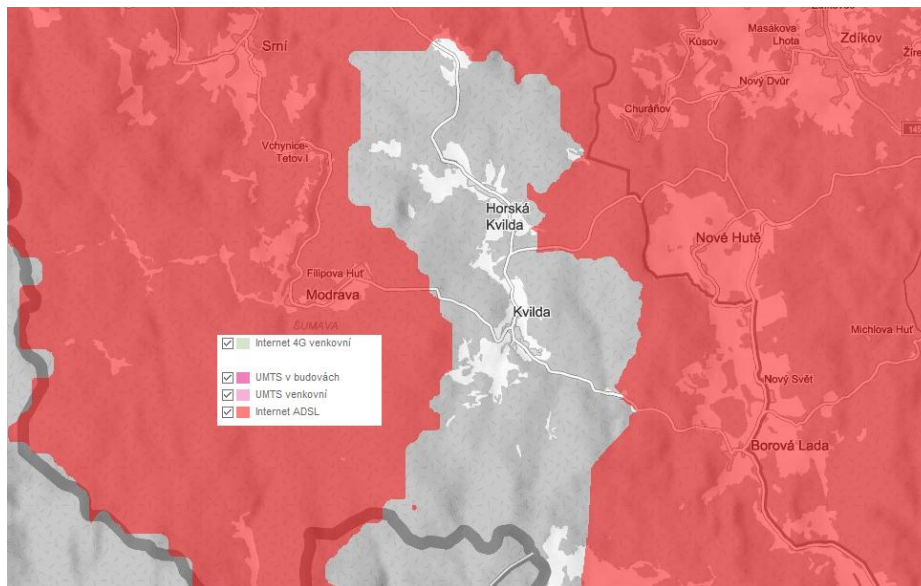 Masákova
Lhota
Zdíkov
Srní
Kůsov
Nový Dvůr
Churáňov
Vchynice-
Tetov I
Horská
Kvilda
Nové Hutě
Filipova Huť
Modrava
Kvilda
ŠUMAVA
Michlova Huť
Internet 4G venkovní
UMTS v budovách
UMTS venkovní
Internet ADSL
Nový Svět
Borová Lada